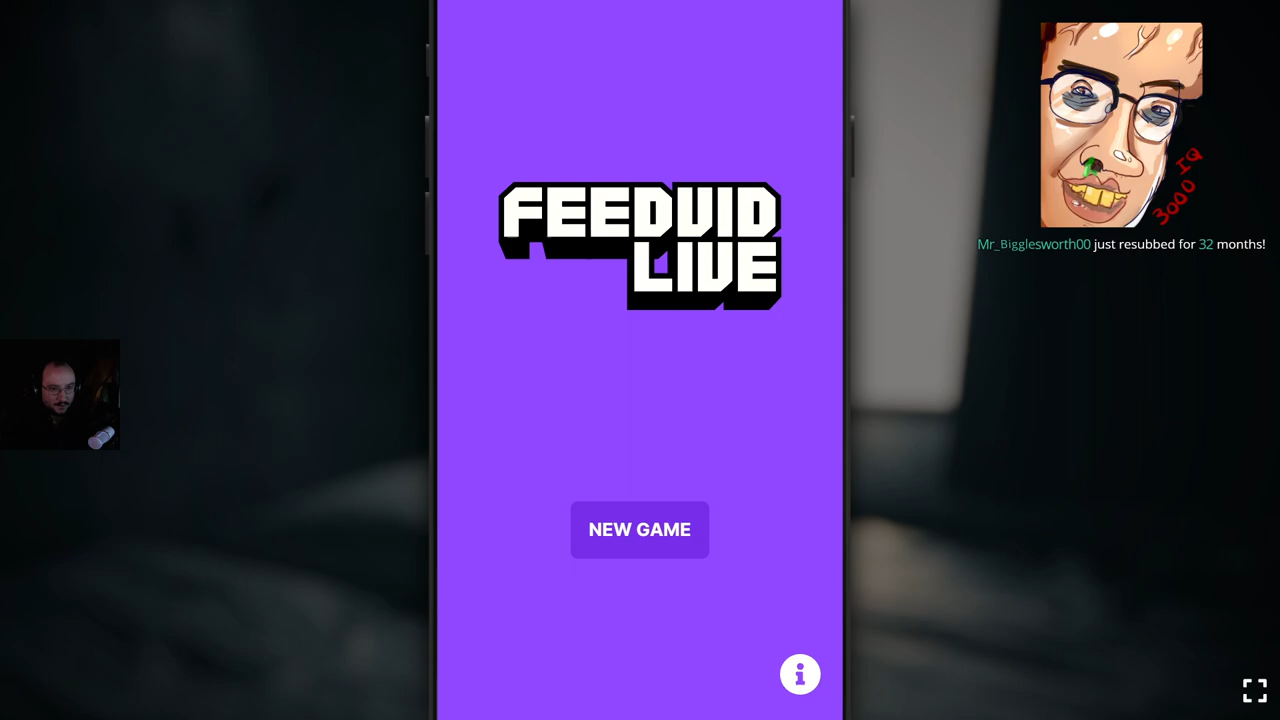 FEEDVID
LIVE
NEW GAME
3000 IQ
Mr_Bigglesworth00 just resubbed for 32 months!